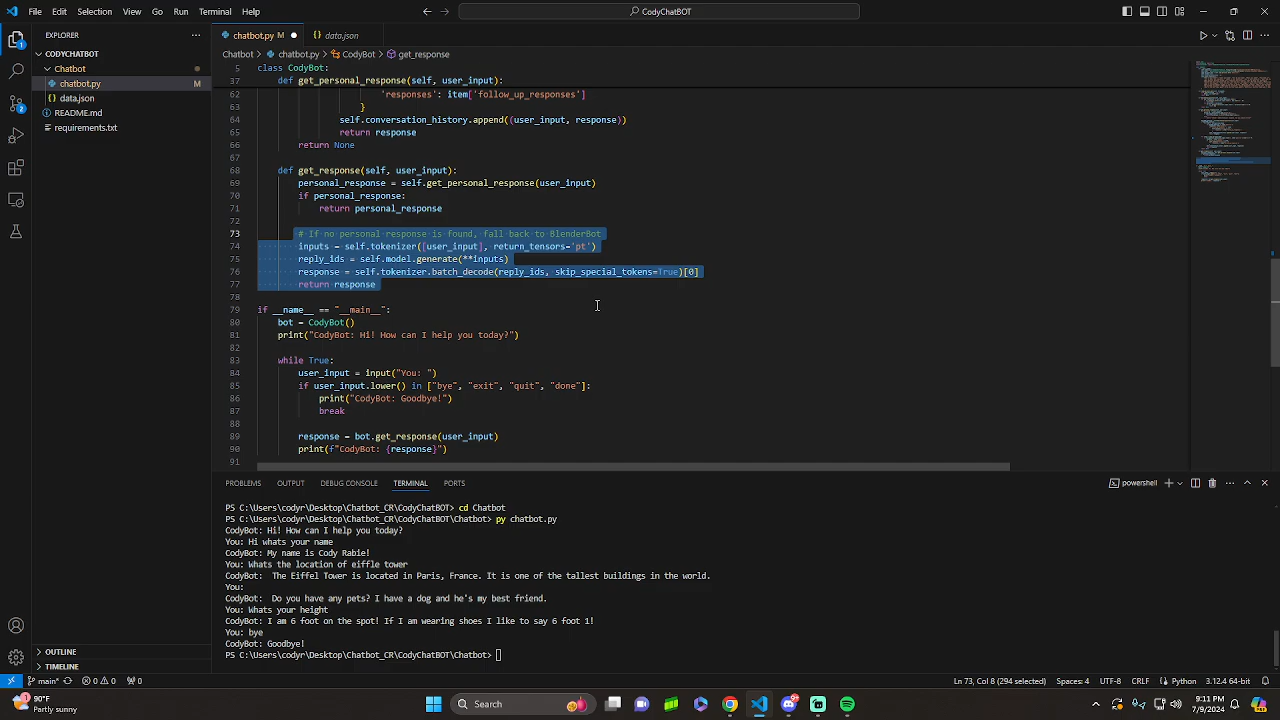 File Edit Selection View Go Run Terminal Help
CodyChatBOT
EXPLORER
CODYCHATBOT
Chatbot
chatbot.py M
data.json
README.md
requirements.txt
OUTLINE
TIMELINE
chatbot.py M
data.json
Chatbot > chatbot.py > CodyBot > get_response
5 class CodyBot:
37 def get_personal_response(self, user_input):
62 'responses': item['follow_up_responses']
63 }
64 self.conversation_history.append((user_input, response))
65 return response
66 return None
67
68 def get_response(self, user_input):
69 personal_response = self.get_personal_response(user_input)
70 if personal_response:
71 return personal_response
72
73 # If no personal response is found, fall back to BlenderBot
74 inputs = self.tokenizer([user_input], return_tensors='pt')
75 reply_ids = self.model.generate(**inputs)
76 response = self.tokenizer.batch_decode(reply_ids, skip_special_tokens=True)[0]
77 return response
78
79 if __name__ == "__main__":
80 bot = CodyBot()
81 print("CodyBot: Hi! How can I help you today?")
82
83 while True:
84 user_input = input("You: ")
85 if user_input.lower() in ["bye", "exit", "quit", "done"]:
86 print("CodyBot: Goodbye!")
87 break
88
89 response = bot.get_response(user_input)
90 print(f"CodyBot: {response}")
91
PROBLEMS OUTPUT DEBUG CONSOLE TERMINAL PORTS
powershell
PS C:\Users\codyr\Desktop\Chatbot_CR\CodyChatBOT> cd Chatbot
PS C:\Users\codyr\Desktop\Chatbot_CR\CodyChatBOT\Chatbot> py chatbot.py
CodyBot: Hi! How can I help you today?
You: Hi whats your name
CodyBot: My name is Cody Rabie!
You: Whats the location of eiffle tower
CodyBot:  The Eiffel Tower is located in Paris, France. It is one of the tallest buildings in the world.
You:
CodyBot:  Do you have any pets? I have a dog and he's my best friend.
You: Whats your height
CodyBot: I am 6 foot on the spot! If I am wearing shoes I like to say 6 foot 1!
You: bye
CodyBot: Goodbye!
PS C:\Users\codyr\Desktop\Chatbot_CR\CodyChatBOT\Chatbot>
main* 0 0 0
Ln 73, Col 8 (294 selected) Spaces: 4 UTF-8 CRLF Python 3.12.4 64-bit
90°F
Partly sunny
Search
9:11 PM
7/9/2024